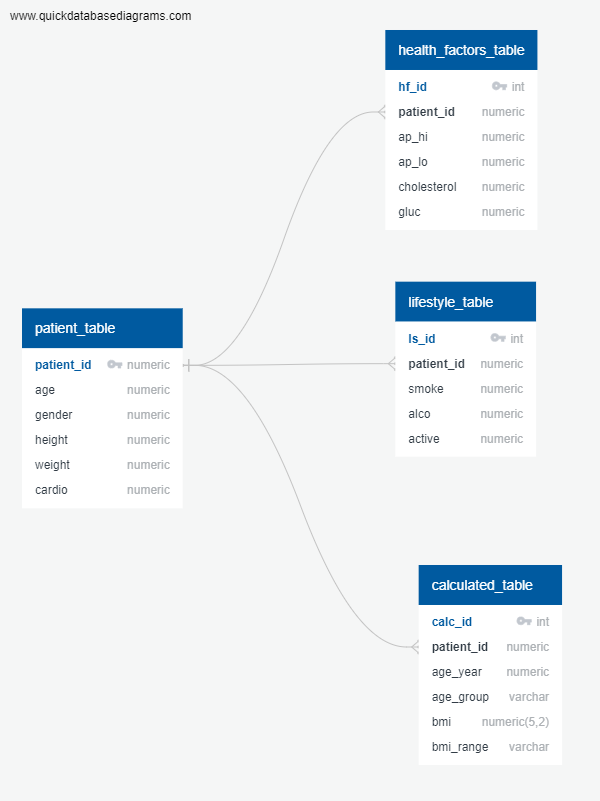 www.quickdatabasediagrams.com
health_factors_table
hf_id int
patient_id numeric
ap_hi numeric
ap_lo numeric
cholesterol numeric
gluc numeric
patient_table
patient_id numeric
age numeric
gender numeric
height numeric
weight numeric
cardio numeric
lifestyle_table
ls_id int
patient_id numeric
smoke numeric
alco numeric
active numeric
calculated_table
calc_id int
patient_id numeric
age_year numeric
age_group varchar
bmi numeric(5,2)
bmi_range varchar